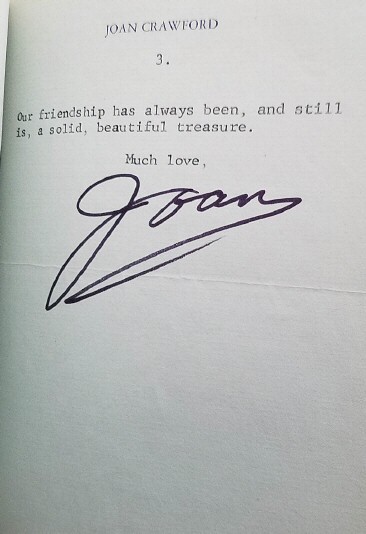 JOAN CRAWFORD
3.
Our friendship has always been, and still
is, a solid, beautiful treasure.
Much love,
Joan